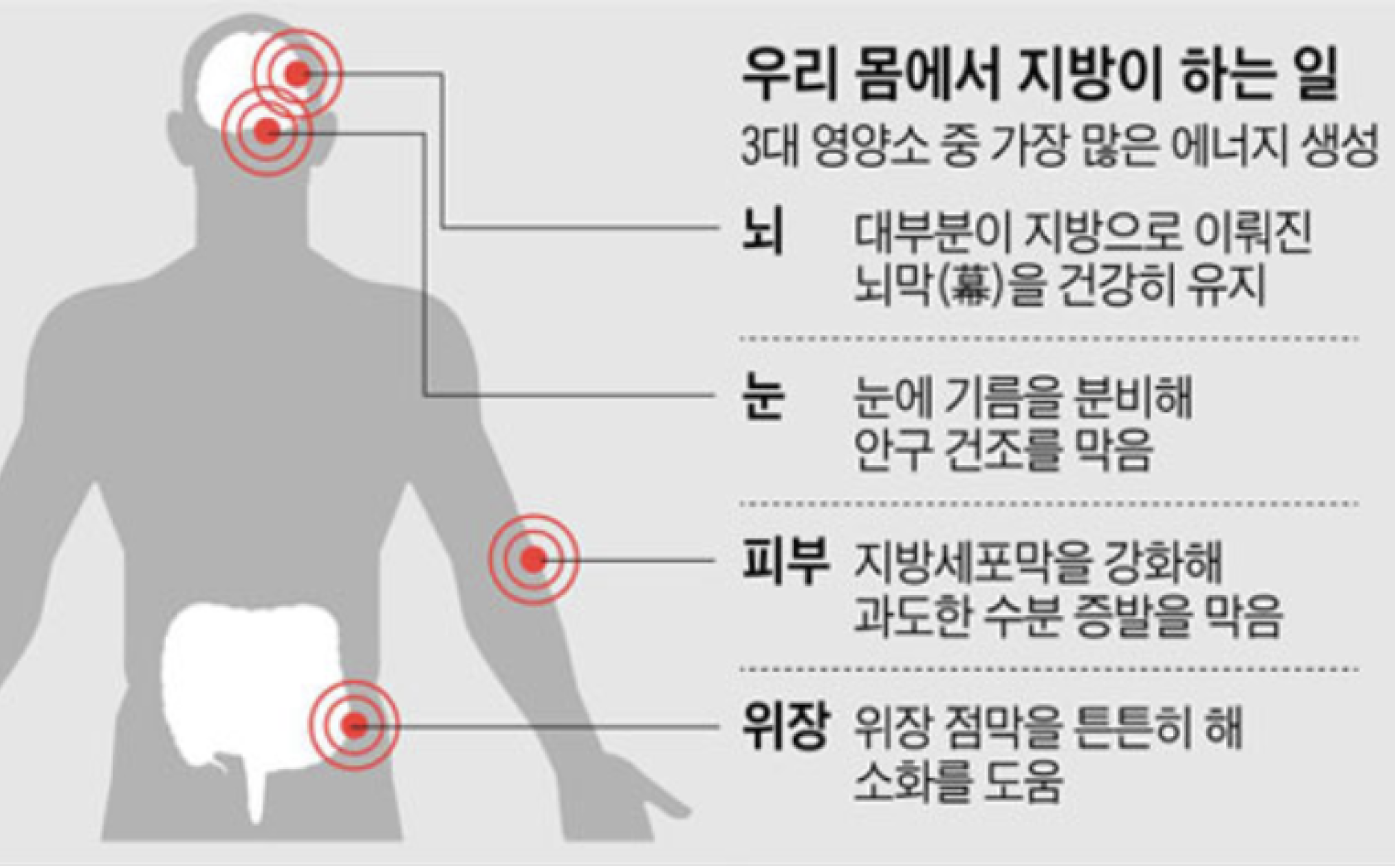 우리 몸에서 지방이 하는 일
3대 영양소 중 가장 많은 에너지 생성
뇌 대부분이 지방으로 이뤄진
뇌막(幕)을 건강히 유지
눈 눈에 기름을 분비해
안구 건조를 막음
피부 지방세포막을 강화해
과도한 수분 증발을 막음
위장 위장 점막을 튼튼히 해
소화를 도움